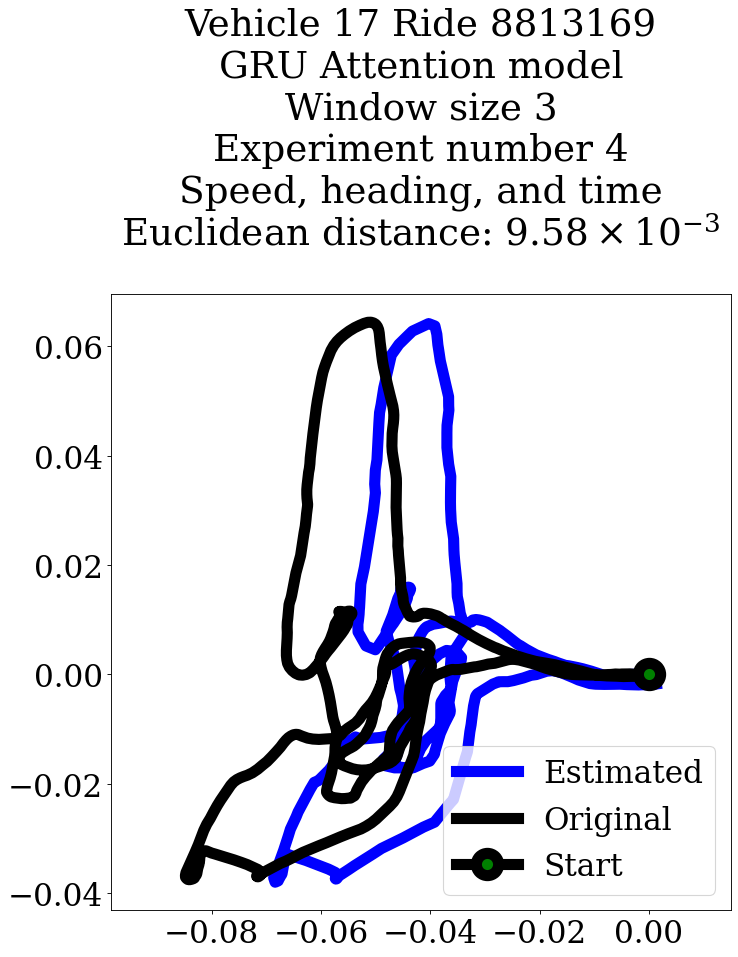 Vehicle 17 Ride 8813169
GRU Attention model
Window size 3
Experiment number 4
Speed, heading, and time
Euclidean distance: 9.58 × 10⁻³
0.06
0.04
0.02
0.00
−0.02
−0.04
Estimated
Original
Start
−0.08 −0.06 −0.04 −0.02 0.00